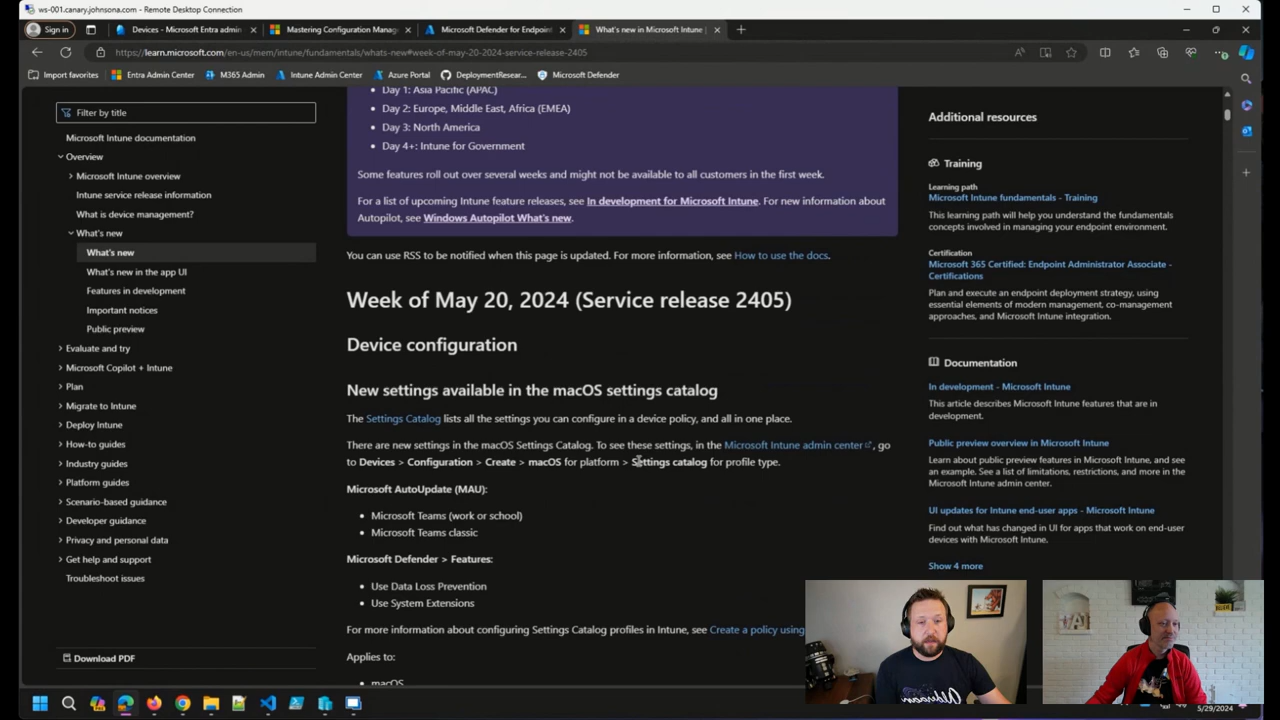 ws-001.canary.johnsona.com - Remote Desktop Connection
Sign in
Devices - Microsoft Entra admin
Mastering Configuration Manag
Microsoft Defender for Endpoint
What's new in Microsoft Intune |
https://learn.microsoft.com/en-us/mem/intune/fundamentals/whats-new#week-of-may-20-2024-service-release-2405
Import favorites
Entra Admin Center
M365 Admin
Intune Admin Center
Azure Portal
DeploymentResear...
Microsoft Defender
Filter by title
Microsoft Intune documentation
Overview
Microsoft Intune overview
Intune service release information
What is device management?
What's new
What's new
What's new in the app UI
Features in development
Important notices
Public preview
Evaluate and try
Microsoft Copilot + Intune
Plan
Migrate to Intune
Deploy Intune
How-to guides
Industry guides
Platform guides
Scenario-based guidance
Developer guidance
Privacy and personal data
Get help and support
Troubleshoot issues
Download PDF
Day 1: Asia Pacific (APAC)
Day 2: Europe, Middle East, Africa (EMEA)
Day 3: North America
Day 4+: Intune for Government
Some features roll out over several weeks and might not be available to all customers in the first week.
For a list of upcoming Intune feature releases, see In development for Microsoft Intune. For new information about
Autopilot, see Windows Autopilot What's new.
You can use RSS to be notified when this page is updated. For more information, see How to use the docs.
Week of May 20, 2024 (Service release 2405)
Device configuration
New settings available in the macOS settings catalog
The Settings Catalog lists all the settings you can configure in a device policy, and all in one place.
There are new settings in the macOS Settings Catalog. To see these settings, in the Microsoft Intune admin center, go
to Devices > Configuration > Create > macOS for platform > Settings catalog for profile type.
Microsoft AutoUpdate (MAU):
Microsoft Teams (work or school)
Microsoft Teams classic
Microsoft Defender > Features:
Use Data Loss Prevention
Use System Extensions
For more information about configuring Settings Catalog profiles in Intune, see Create a policy using
Applies to:
macOS
Additional resources
Training
Learning path
Microsoft Intune fundamentals - Training
This learning path will help you understand the fundamentals
concepts involved in managing your endpoint environment.
Certification
Microsoft 365 Certified: Endpoint Administrator Associate -
Certifications
Plan and execute an endpoint deployment strategy, using
essential elements of modern management, co-management
approaches, and Microsoft Intune integration.
Documentation
In development - Microsoft Intune
This article describes Microsoft Intune features that are in
development.
Public preview overview in Microsoft Intune
Learn about public preview features in Microsoft Intune, and see
an example. See a list of limitations, restrictions, and more in the
Microsoft Intune admin center.
UI updates for Intune end-user apps - Microsoft Intune
Find out what has changed in UI for apps that work on end-user
devices with Microsoft Intune.
Show 4 more
5/29/2024